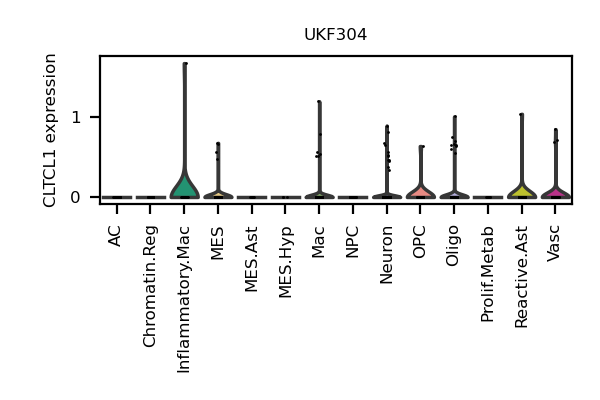 UKF304
CLTCL1 expression
1
0
AC
Chromatin.Reg
Inflammatory.Mac
MES
MES.Ast
MES.Hyp
Mac
NPC
Neuron
OPC
Oligo
Prolif.Metab
Reactive.Ast
Vasc